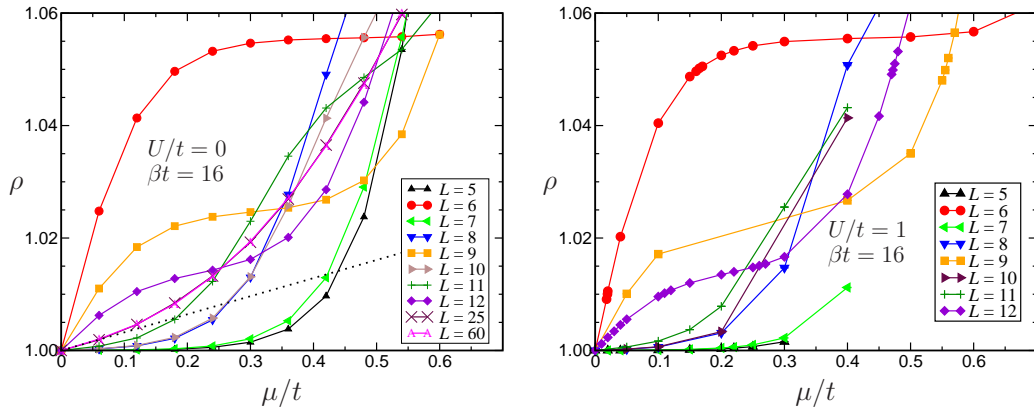 1.06
1.04
1.02
1.00
ρ
U/t = 0
βt = 16
L = 5
L = 6
L = 7
L = 8
L = 9
L = 10
L = 11
L = 12
L = 25
L = 60
0.0 0.1 0.2 0.3 0.4 0.5 0.6
μ/t
1.06
1.04
1.02
1.00
ρ
U/t = 1
βt = 16
L = 5
L = 6
L = 7
L = 8
L = 9
L = 10
L = 11
L = 12
0.0 0.1 0.2 0.3 0.4 0.5 0.6
μ/t